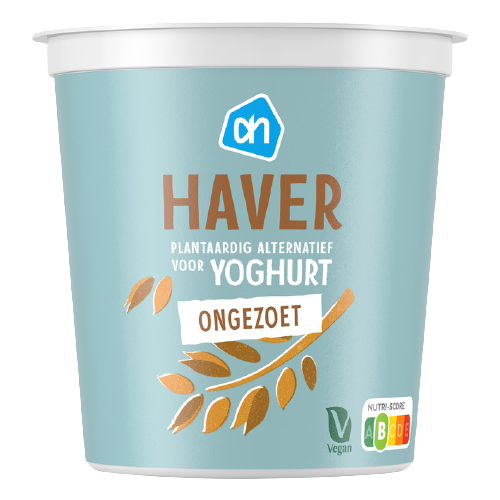 ah
HAVER
PLANTAARDIG ALTERNATIEF
VOOR YOGHURT
ONGEZOET
Vegan
NUTRI-SCORE
A B C D E